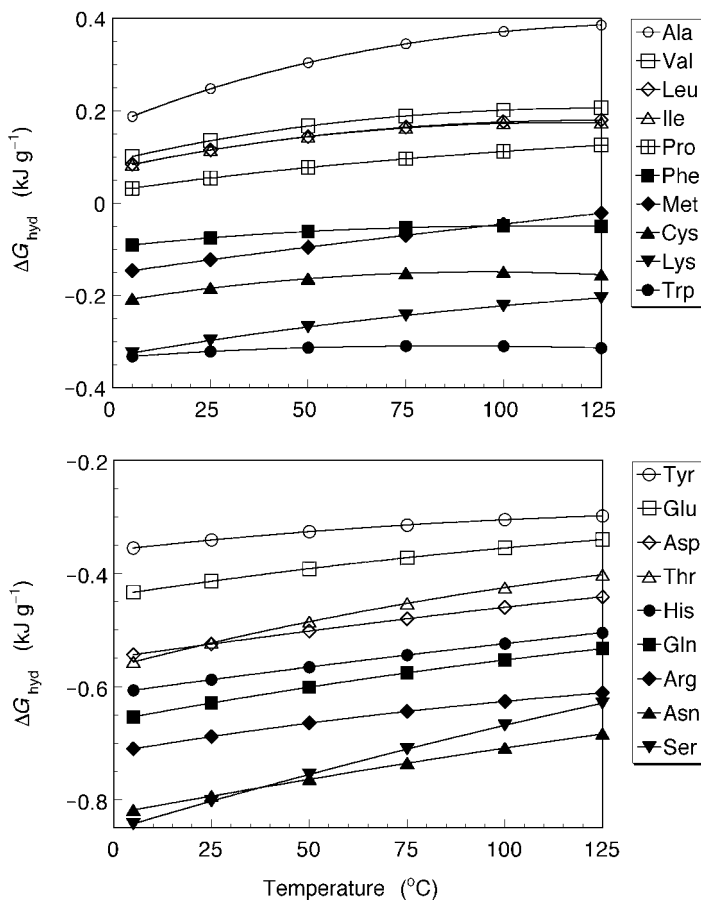 ΔG hyd (kJ g⁻¹)
0.4
0.2
0
−0.2
−0.4
5
25
50
75
100
125
Ala
Val
Leu
Ile
Pro
Phe
Met
Cys
Lys
Trp
ΔG hyd (kJ g⁻¹)
−0.2
−0.4
−0.6
−0.8
0
25
50
75
100
125
Temperature (°C)
Tyr
Glu
Asp
Thr
His
Gln
Arg
Asn
Ser